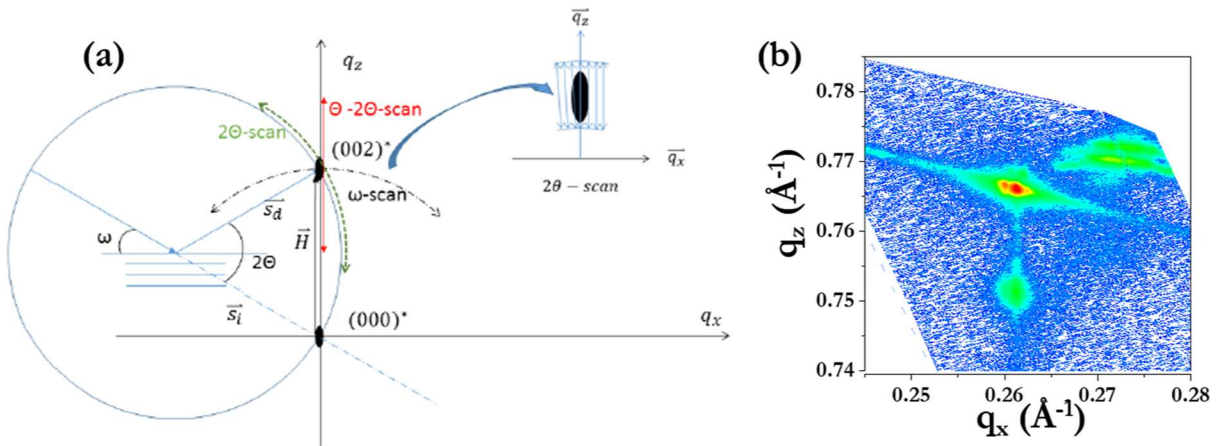 (a)
q_z
Θ -2Θ-scan
2Θ-scan
(002)*
ω-scan
s_d
H
ω
2Θ
s_i
(000)*
q_x
q_z
q_x
2θ − scan
(b)
q_z (Å⁻¹)
0.78
0.77
0.76
0.75
0.74
0.25
0.26
0.27
0.28
q_x (Å⁻¹)